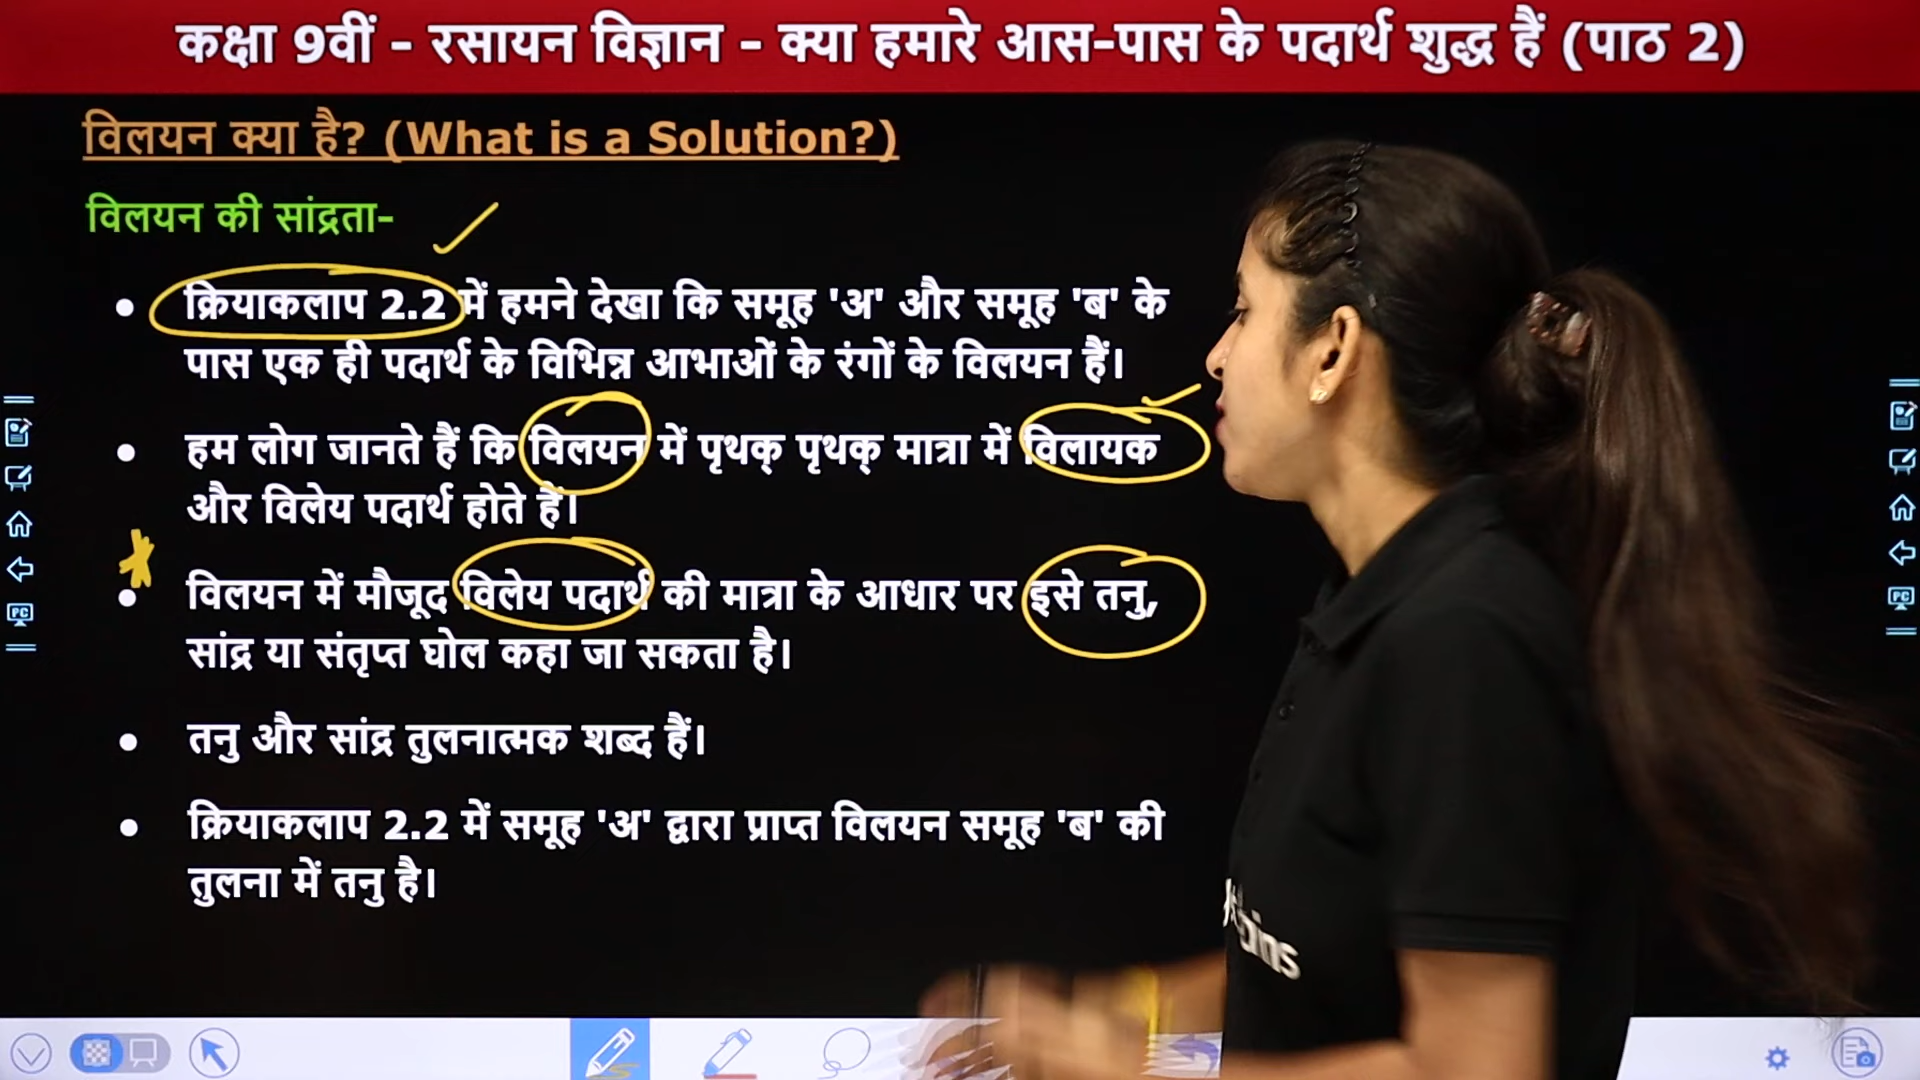 कक्षा 9वीं - रसायन विज्ञान - क्या हमारे आस-पास के पदार्थ शुद्ध हैं (पाठ 2)
विलयन क्या है? (What is a Solution?)
विलयन की सांद्रता-
• क्रियाकलाप 2.2 में हमने देखा कि समूह 'अ' और समूह 'ब' के
पास एक ही पदार्थ के विभिन्न आभाओं के रंगों के विलयन हैं।
• हम लोग जानते हैं कि विलयन में पृथक् पृथक् मात्रा में विलायक
और विलेय पदार्थ होते हैं।
• विलयन में मौजूद विलेय पदार्थ की मात्रा के आधार पर इसे तनु,
सांद्र या संतृप्त घोल कहा जा सकता है।
• तनु और सांद्र तुलनात्मक शब्द हैं।
• क्रियाकलाप 2.2 में समूह 'अ' द्वारा प्राप्त विलयन समूह 'ब' की
तुलना में तनु है।
PC
PC